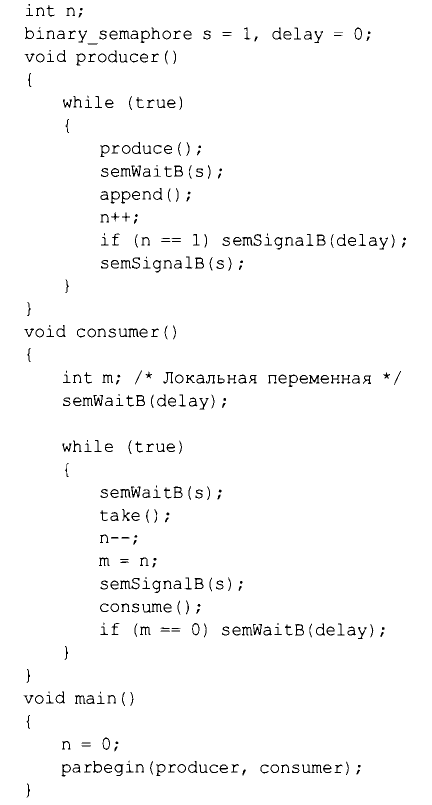 int n;
binary_semaphore s = 1, delay = 0;
void producer()
{
    while (true)
    {
        produce();
        semWaitB(s);
        append();
        n++;
        if (n == 1) semSignalB(delay);
        semSignalB(s);
    }
}
void consumer()
{
    int m; /* Локальная переменная */
    semWaitB(delay);

    while (true)
    {
        semWaitB(s);
        take();
        n--;
        m = n;
        semSignalB(s);
        consume();
        if (m == 0) semWaitB(delay);
    }
}
void main()
{
    n = 0;
    parbegin(producer, consumer);
}